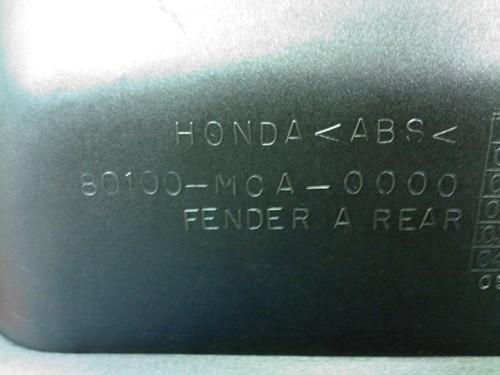 HONDA <ABS<
80100-MCA-0000
FENDER A REAR